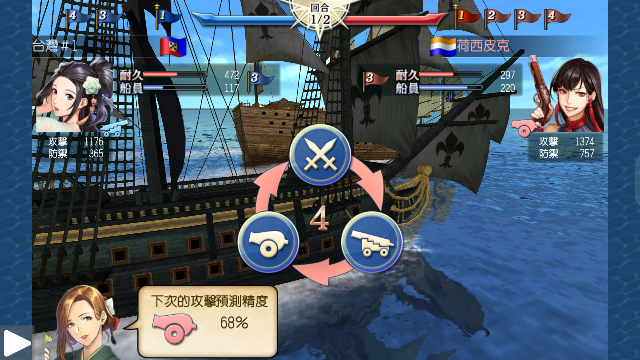 4 3 1
回合
1/2
1 2 3 4
台灣#1
荷西皮克
耐久 472
船員 117
3
3
耐久 297
船員 220
攻擊 1176
防禦 365
攻擊 1374
防禦 757
4
下次的攻擊預測精度
68%